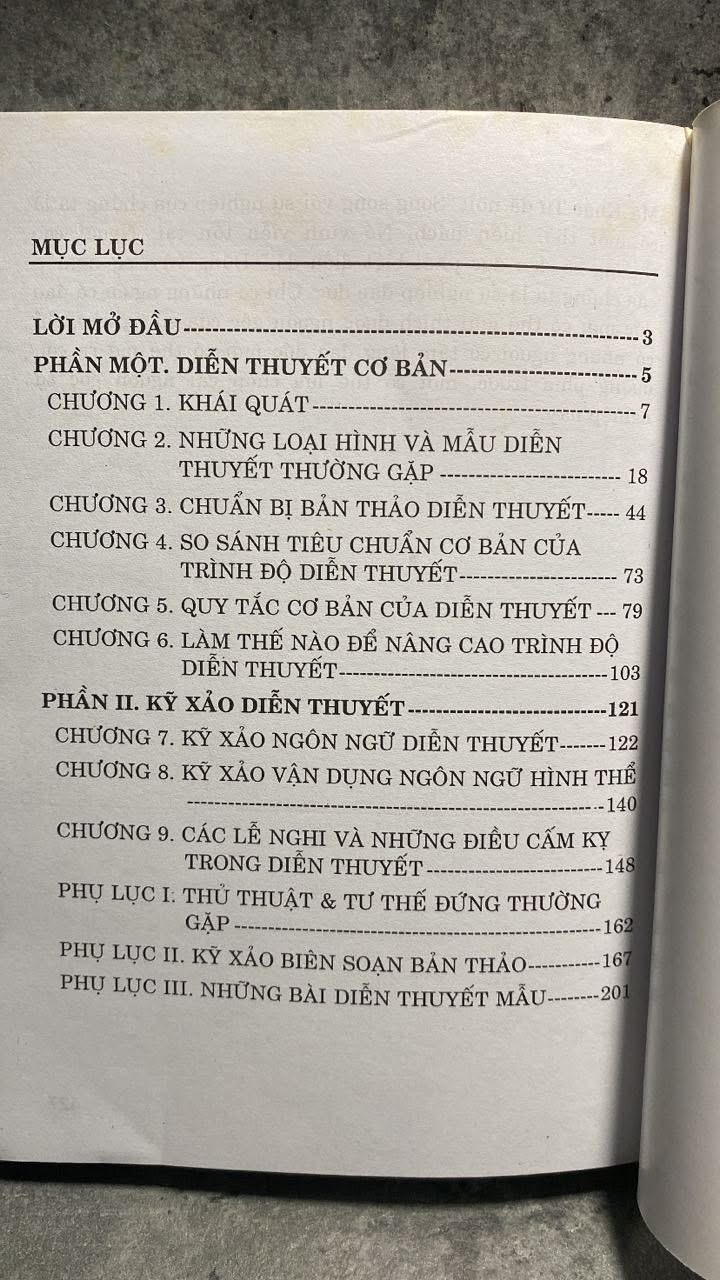 MỤC LỤC
LỜI MỞ ĐẦU-----3
PHẦN MỘT. DIỄN THUYẾT CƠ BẢN-----5
CHƯƠNG 1. KHÁI QUÁT-----7
CHƯƠNG 2. NHỮNG LOẠI HÌNH VÀ MẪU DIỄN
THUYẾT THƯỜNG GẶP-----18
CHƯƠNG 3. CHUẨN BỊ BẢN THẢO DIỄN THUYẾT-----44
CHƯƠNG 4. SO SÁNH TIÊU CHUẨN CƠ BẢN CỦA
TRÌNH ĐỘ DIỄN THUYẾT-----73
CHƯƠNG 5. QUY TẮC CƠ BẢN CỦA DIỄN THUYẾT---79
CHƯƠNG 6. LÀM THẾ NÀO ĐỂ NÂNG CAO TRÌNH ĐỘ
DIỄN THUYẾT-----103
PHẦN II. KỸ XẢO DIỄN THUYẾT-----121
CHƯƠNG 7. KỸ XẢO NGÔN NGỮ DIỄN THUYẾT-----122
CHƯƠNG 8. KỸ XẢO VẬN DỤNG NGÔN NGỮ HÌNH THỂ
-----140
CHƯƠNG 9. CÁC LỄ NGHI VÀ NHỮNG ĐIỀU CẤM KỴ
TRONG DIỄN THUYẾT-----148
PHỤ LỤC I. THỦ THUẬT & TƯ THẾ ĐỨNG THƯỜNG
GẶP-----162
PHỤ LỤC II. KỸ XẢO BIÊN SOẠN BẢN THẢO-----167
PHỤ LỤC III. NHỮNG BÀI DIỄN THUYẾT MẪU-----201